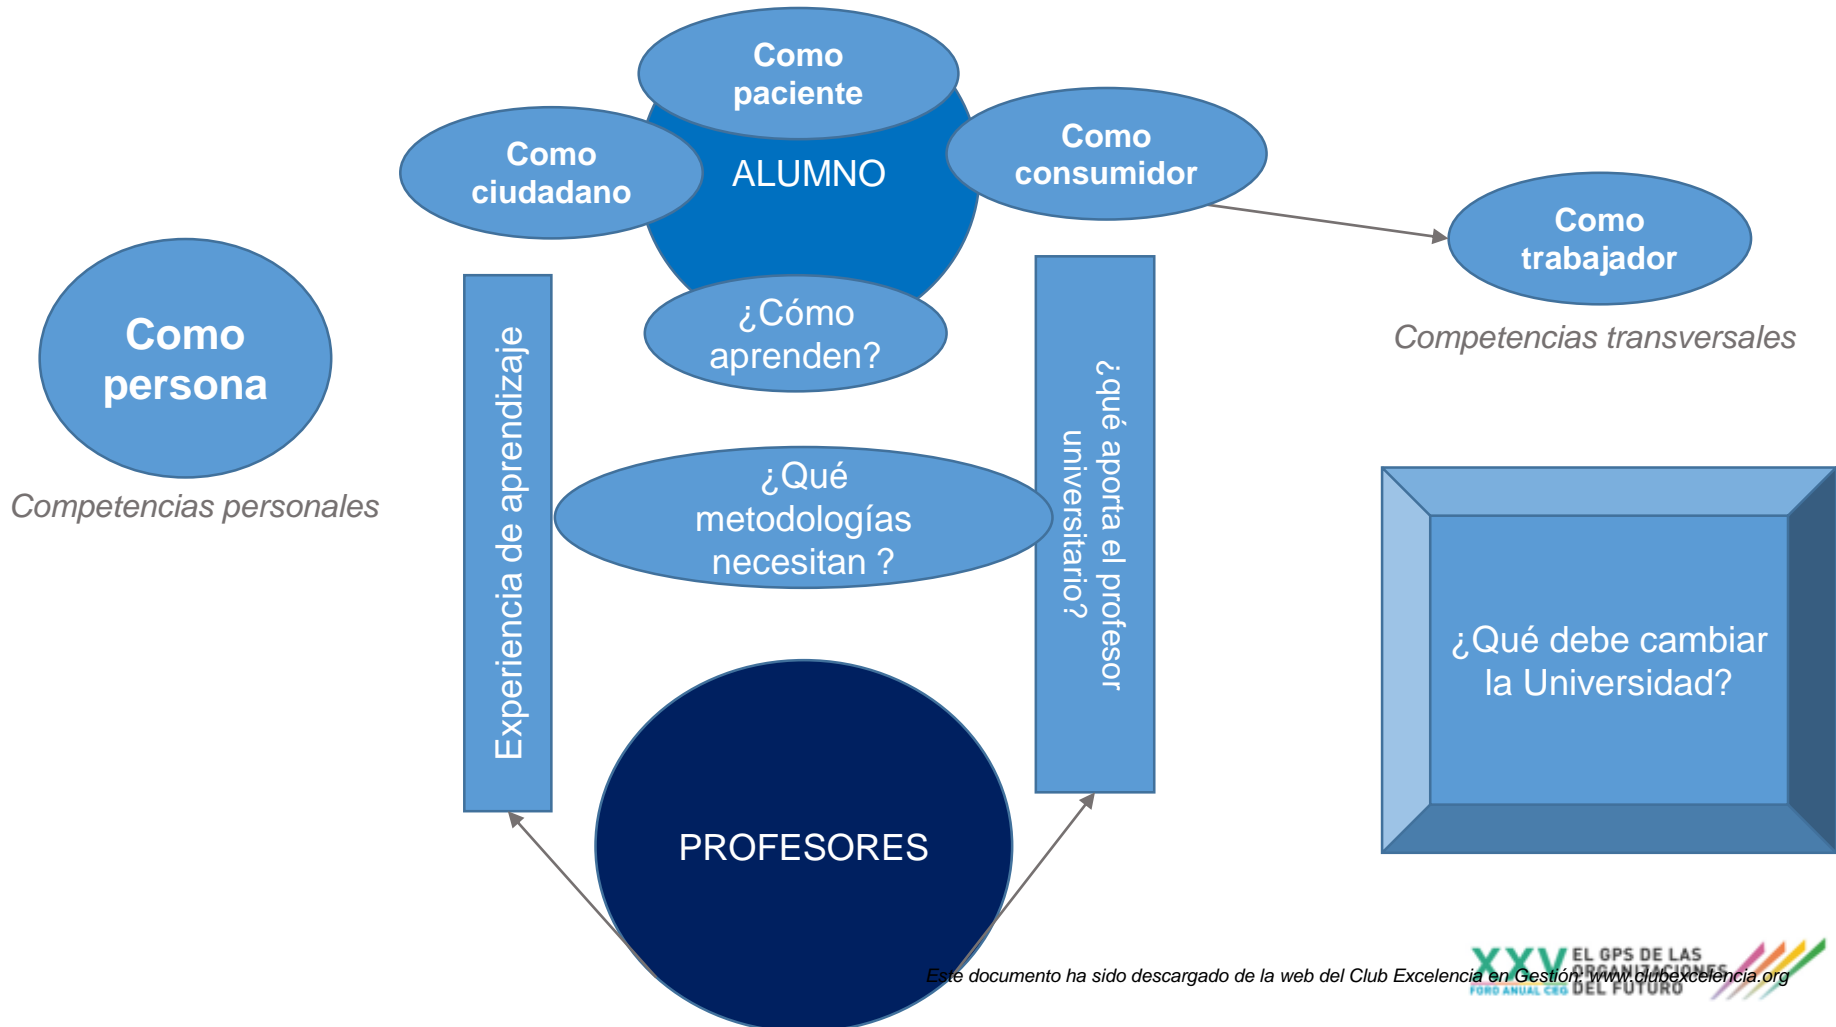 Como
paciente
Como
ciudadano
ALUMNO
Como
consumidor
Como
trabajador
Competencias transversales
Como
persona
Competencias personales
Experiencia de aprendizaje
¿Cómo
aprenden?
¿Qué
metodologías
necesitan ?
¿qué aporta el profesor
universitario?
¿Qué debe cambiar
la Universidad?
PROFESORES
XXV
FORO ANUAL CEG
EL GPS DE LAS
ORGANIZACIONES
DEL FUTURO
Este documento ha sido descargado de la web del Club Excelencia en Gestión: www.clubexcelencia.org